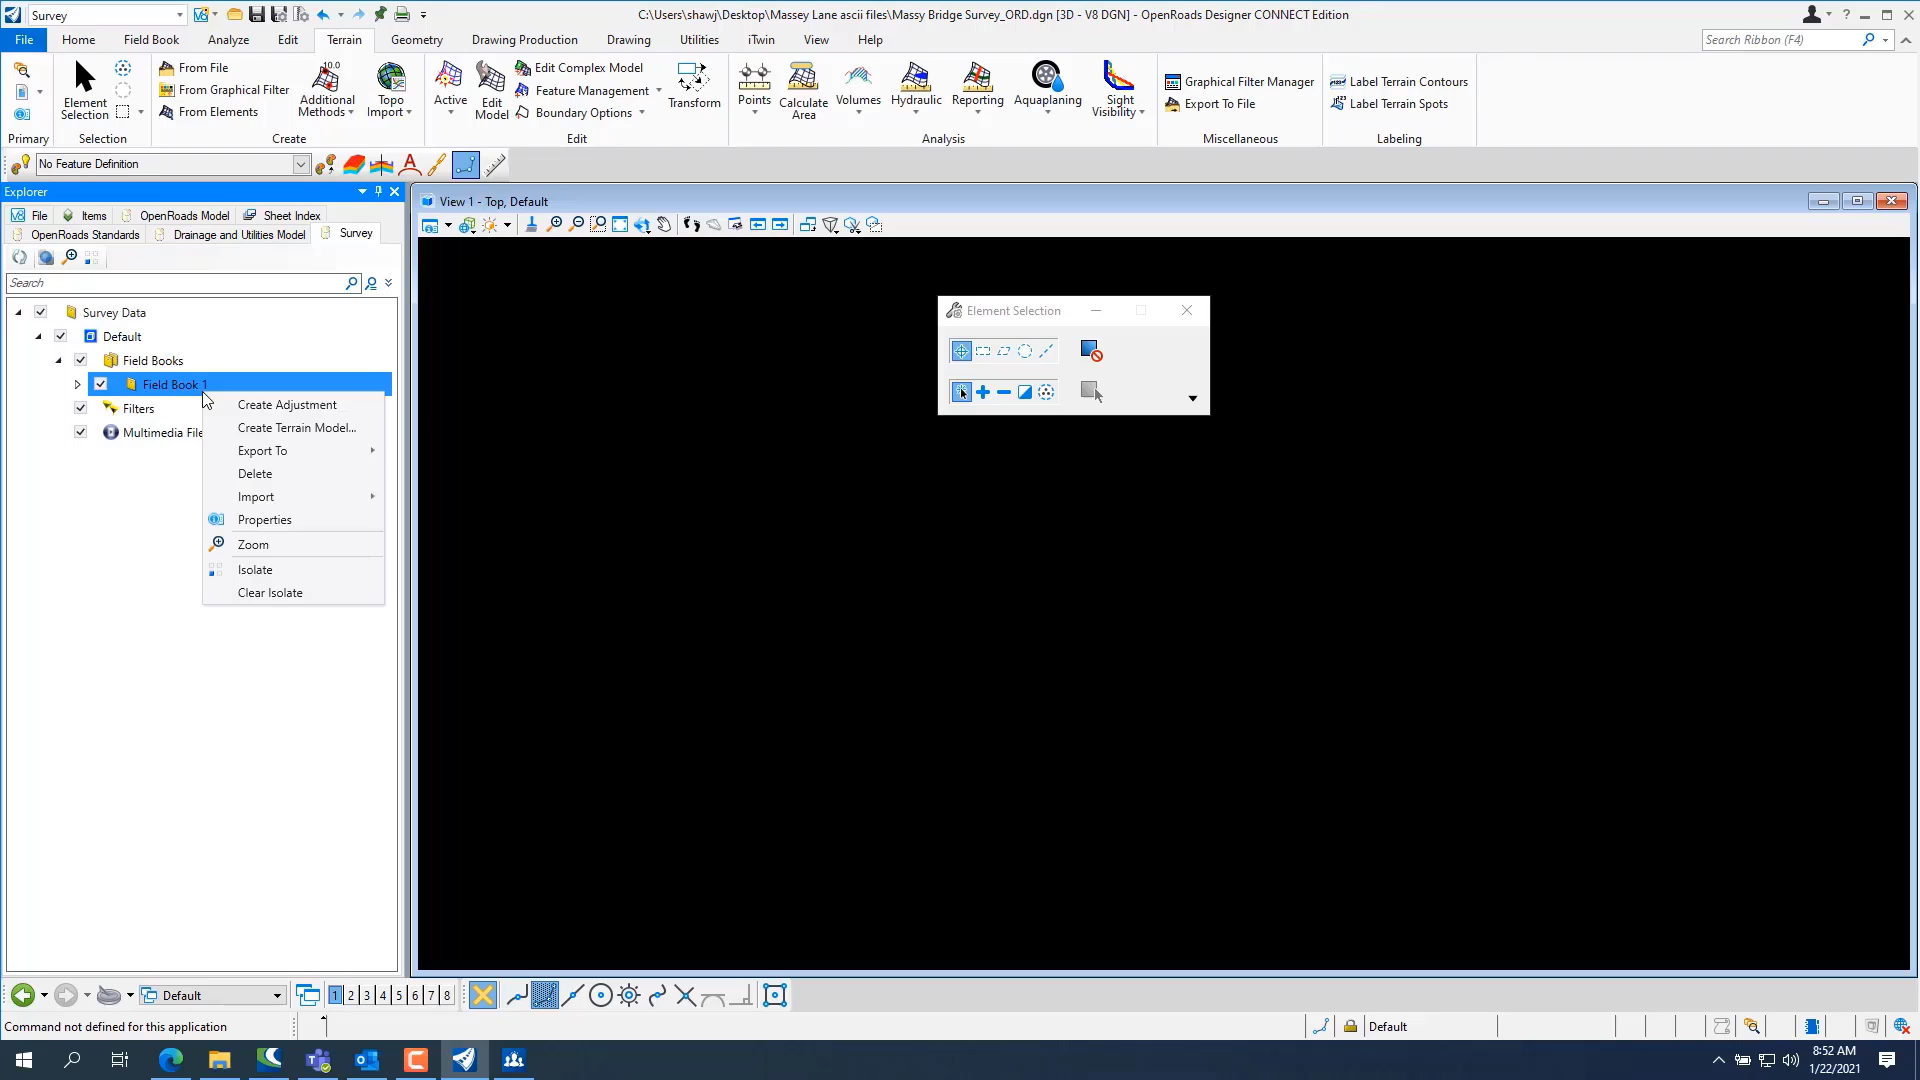 Survey
C:\Users\shawj\Desktop\Massey Lane ascii files\Massy Bridge Survey_ORD.dgn [3D - V8 DGN] - OpenRoads Designer CONNECT Edition
File Home Field Book Analyze Edit Terrain Geometry Drawing Production Drawing Utilities iTwin View Help Search Ribbon (F4)
Element Selection
From File
From Graphical Filter
From Elements
Additional Methods
Topo Import
Active
Edit Model
Edit Complex Model
Feature Management
Boundary Options
Transform
Points
Calculate Area
Volumes
Hydraulic
Reporting
Aquaplaning
Sight Visibility
Graphical Filter Manager
Export To File
Label Terrain Contours
Label Terrain Spots
Primary Selection Create Edit Analysis Miscellaneous Labeling
No Feature Definition
Explorer
File Items OpenRoads Model Sheet Index
OpenRoads Standards Drainage and Utilities Model Survey
Search
Survey Data
Default
Field Books
Field Book 1
Filters
Multimedia File
Create Adjustment
Create Terrain Model...
Export To
Delete
Import
Properties
Zoom
Isolate
Clear Isolate
View 1 - Top, Default
Element Selection
Default 1 2 3 4 5 6 7 8
Command not defined for this application
Default
8:52 AM
1/22/2021